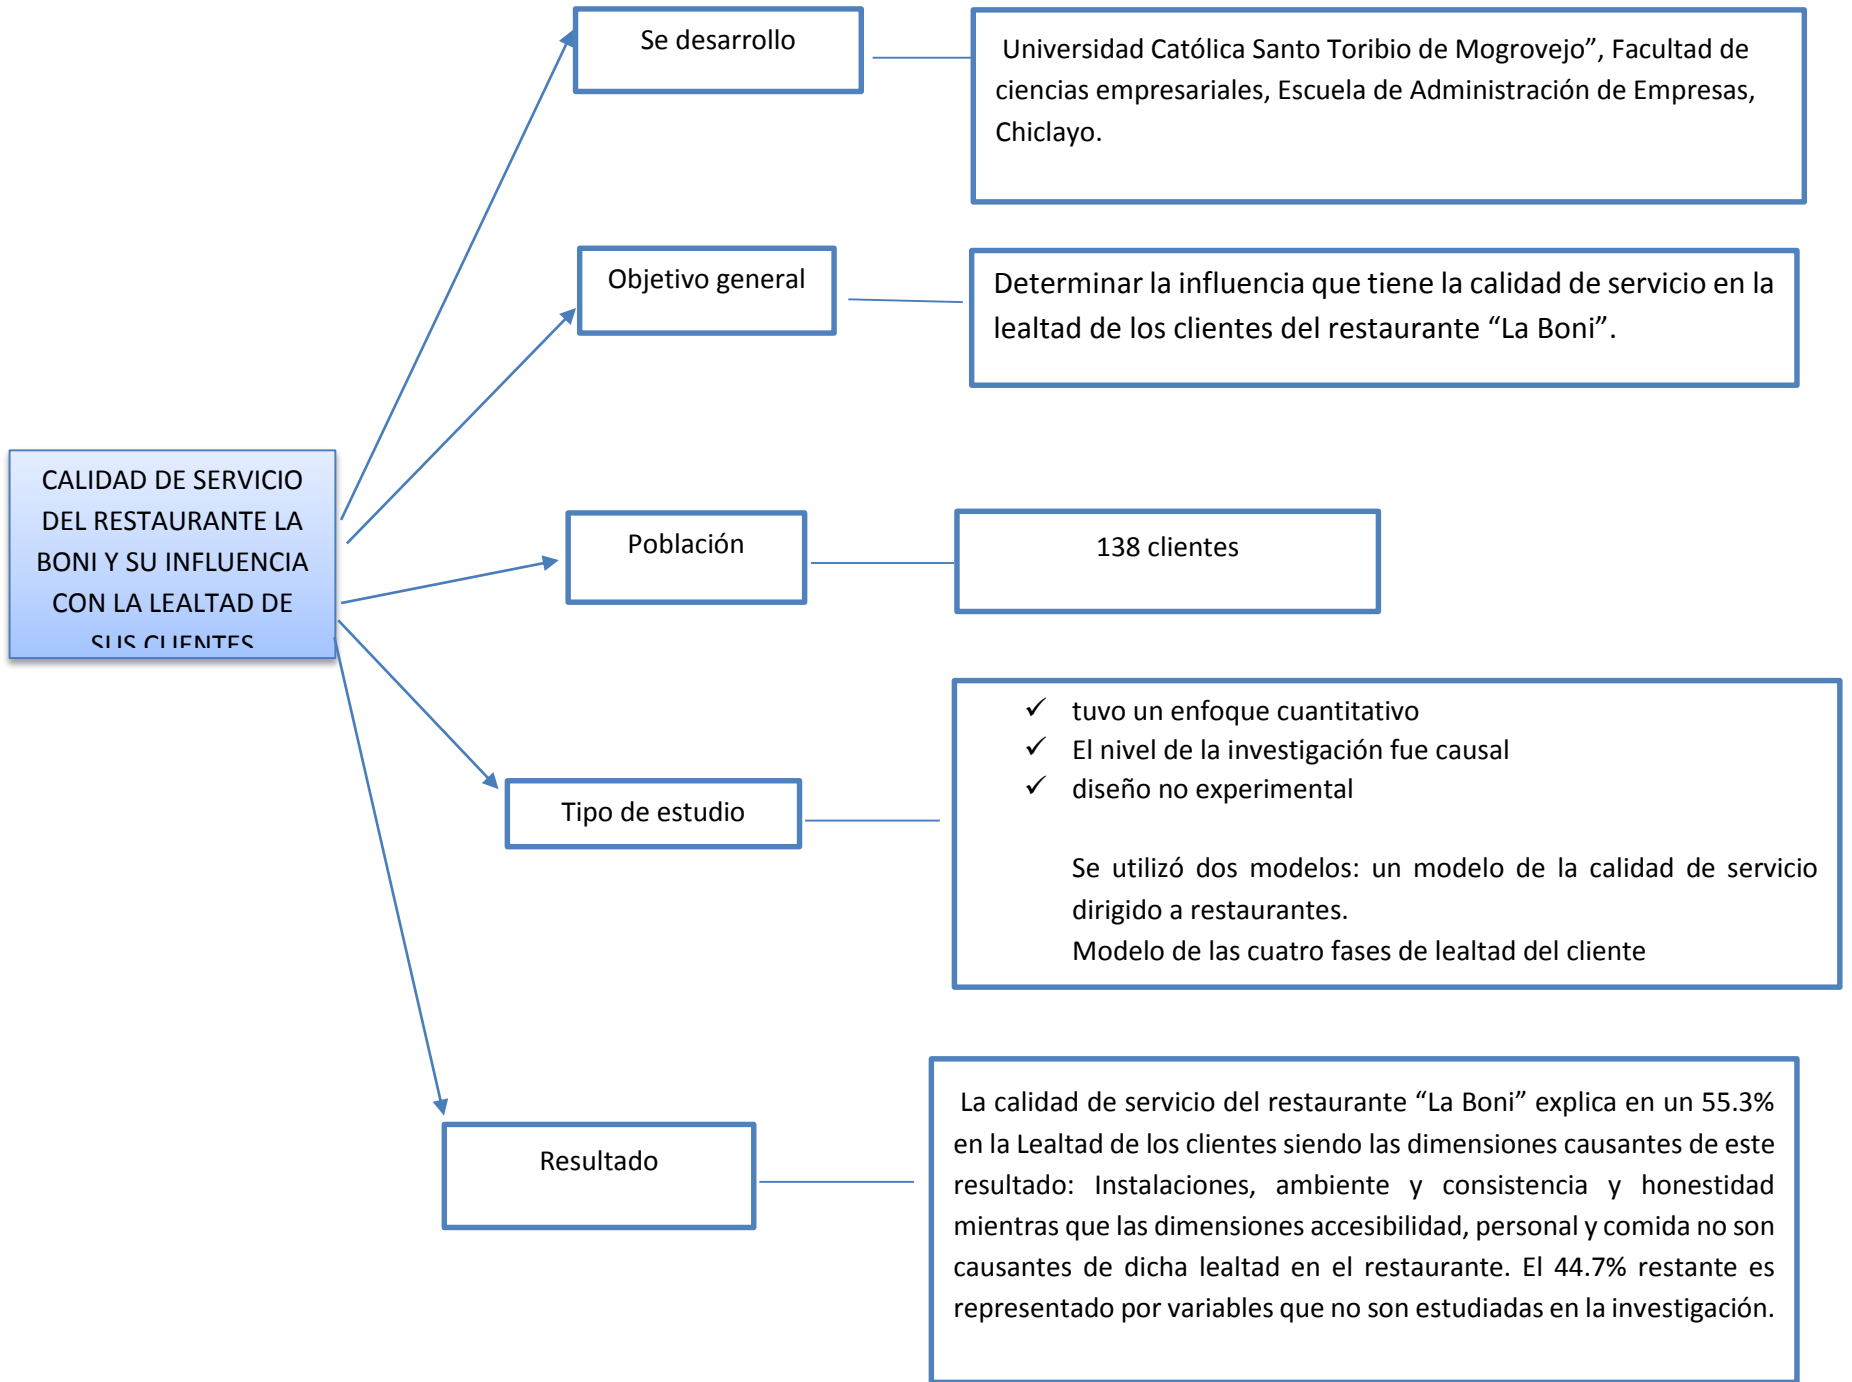 Se desarrollo
Universidad Católica Santo Toribio de Mogrovejo”, Facultad de
ciencias empresariales, Escuela de Administración de Empresas,
Chiclayo.
Objetivo general
Determinar la influencia que tiene la calidad de servicio en la
lealtad de los clientes del restaurante “La Boni”.
CALIDAD DE SERVICIO
DEL RESTAURANTE LA
BONI Y SU INFLUENCIA
CON LA LEALTAD DE
SUS CLIENTES
Población
138 clientes
Tipo de estudio
✓ tuvo un enfoque cuantitativo
✓ El nivel de la investigación fue causal
✓ diseño no experimental
Se utilizó dos modelos: un modelo de la calidad de servicio
dirigido a restaurantes.
Modelo de las cuatro fases de lealtad del cliente
Resultado
La calidad de servicio del restaurante “La Boni” explica en un 55.3%
en la Lealtad de los clientes siendo las dimensiones causantes de este
resultado: Instalaciones, ambiente y consistencia y honestidad
mientras que las dimensiones accesibilidad, personal y comida no son
causantes de dicha lealtad en el restaurante. El 44.7% restante es
representado por variables que no son estudiadas en la investigación.